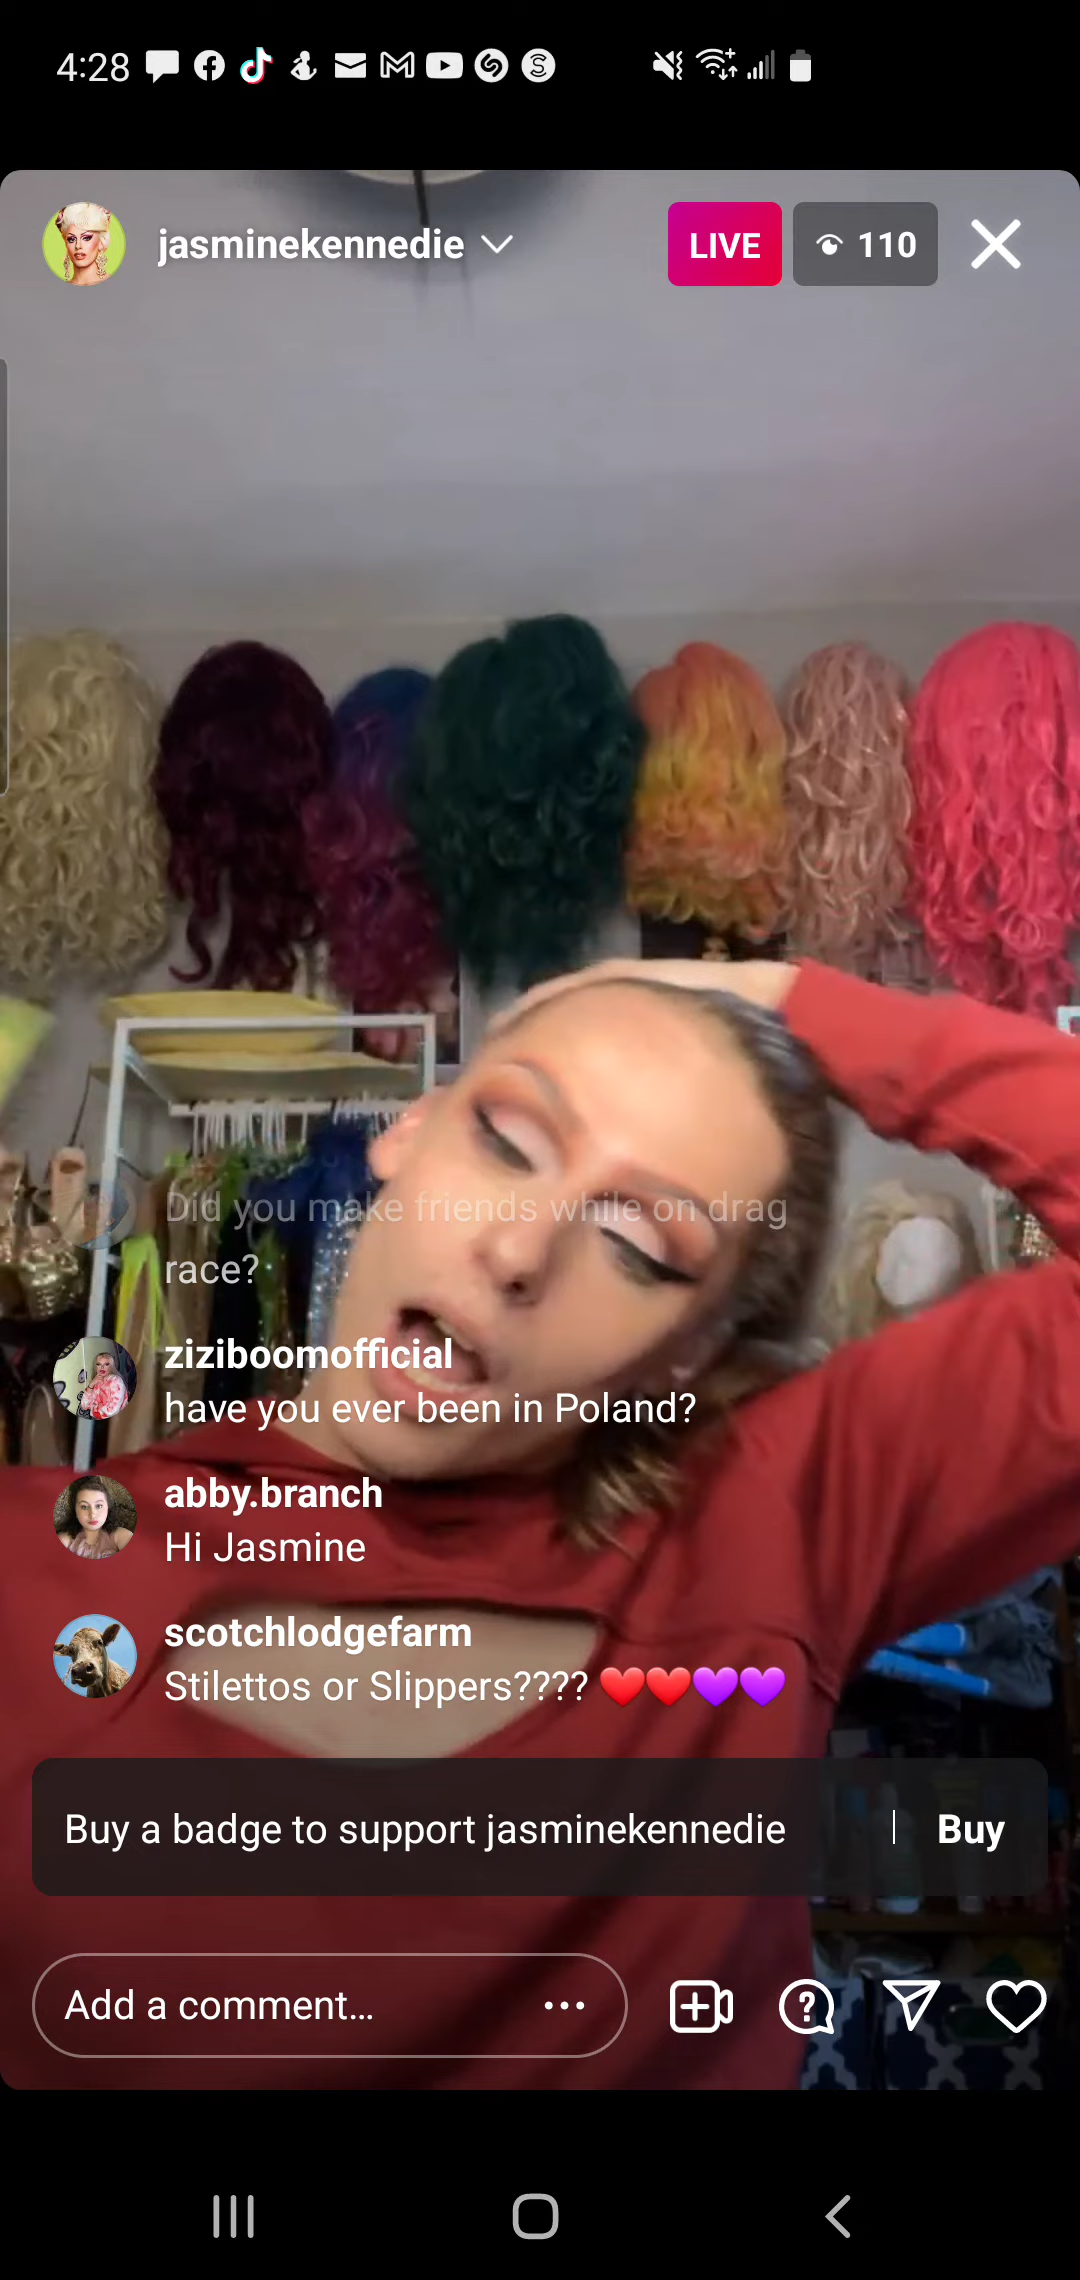 4:28
jasminekennedie
LIVE
110
Did you make friends while on drag
race?
ziziboomofficial
have you ever been in Poland?
abby.branch
Hi Jasmine
scotchlodgefarm
Stilettos or Slippers???? ❤️❤️💜💜
Buy a badge to support jasminekennedie | Buy
Add a comment...